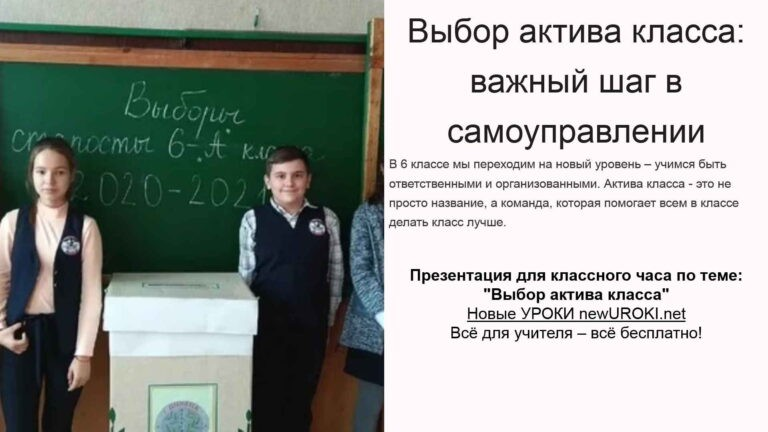 Выборы
старосты 6-А класса
2020-2021
Выбор актива класса:
важный шаг в
самоуправлении
В 6 классе мы переходим на новый уровень – учимся быть
ответственными и организованными. Актива класса - это не
просто название, а команда, которая помогает всем в классе
делать класс лучше.
Презентация для классного часа по теме:
"Выбор актива класса"
Новые УРОКИ newUROKI.net
Всё для учителя – всё бесплатно!